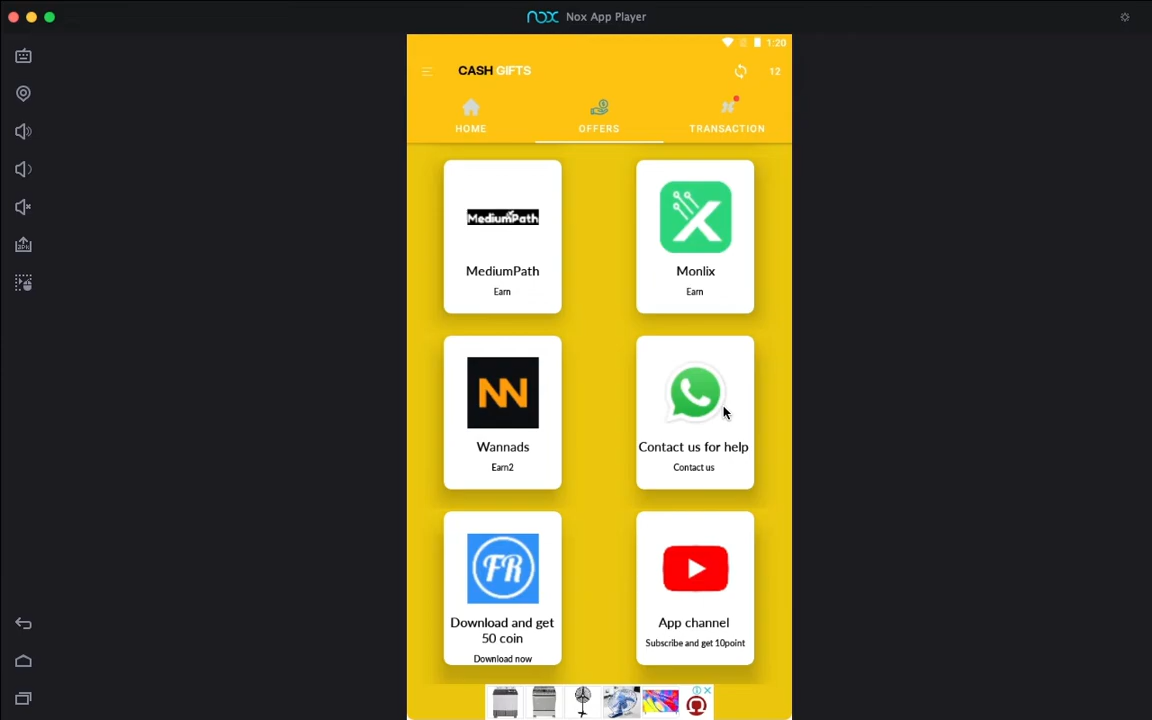 nox Nox App Player
1:20
CASH GIFTS
12
HOME
OFFERS
TRANSACTION
MediumPath
MediumPath
Earn
X
Monlix
Earn
NN
Wannads
Earn2
Contact us for help
Contact us
FR
Download and get
50 coin
Download now
App channel
Subscribe and get 10point